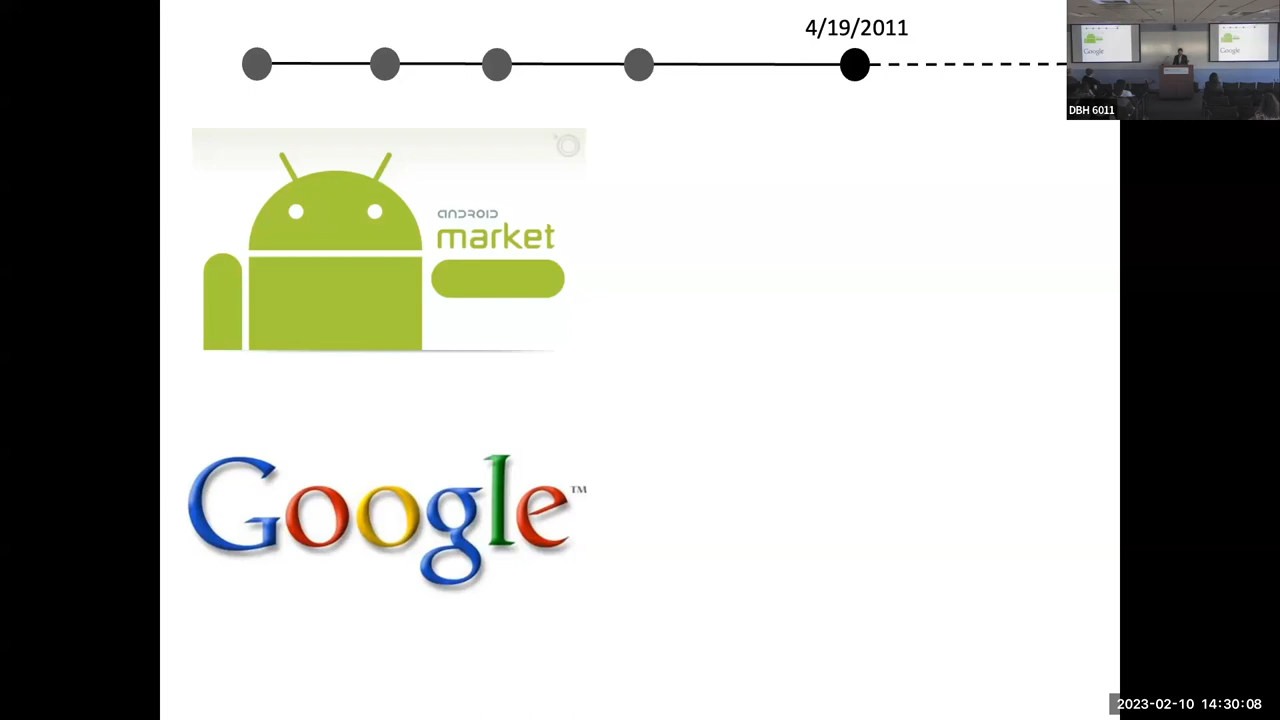 4/19/2011
DBH 6011
ANDROID
market
Google™
2023-02-10 14:30:08